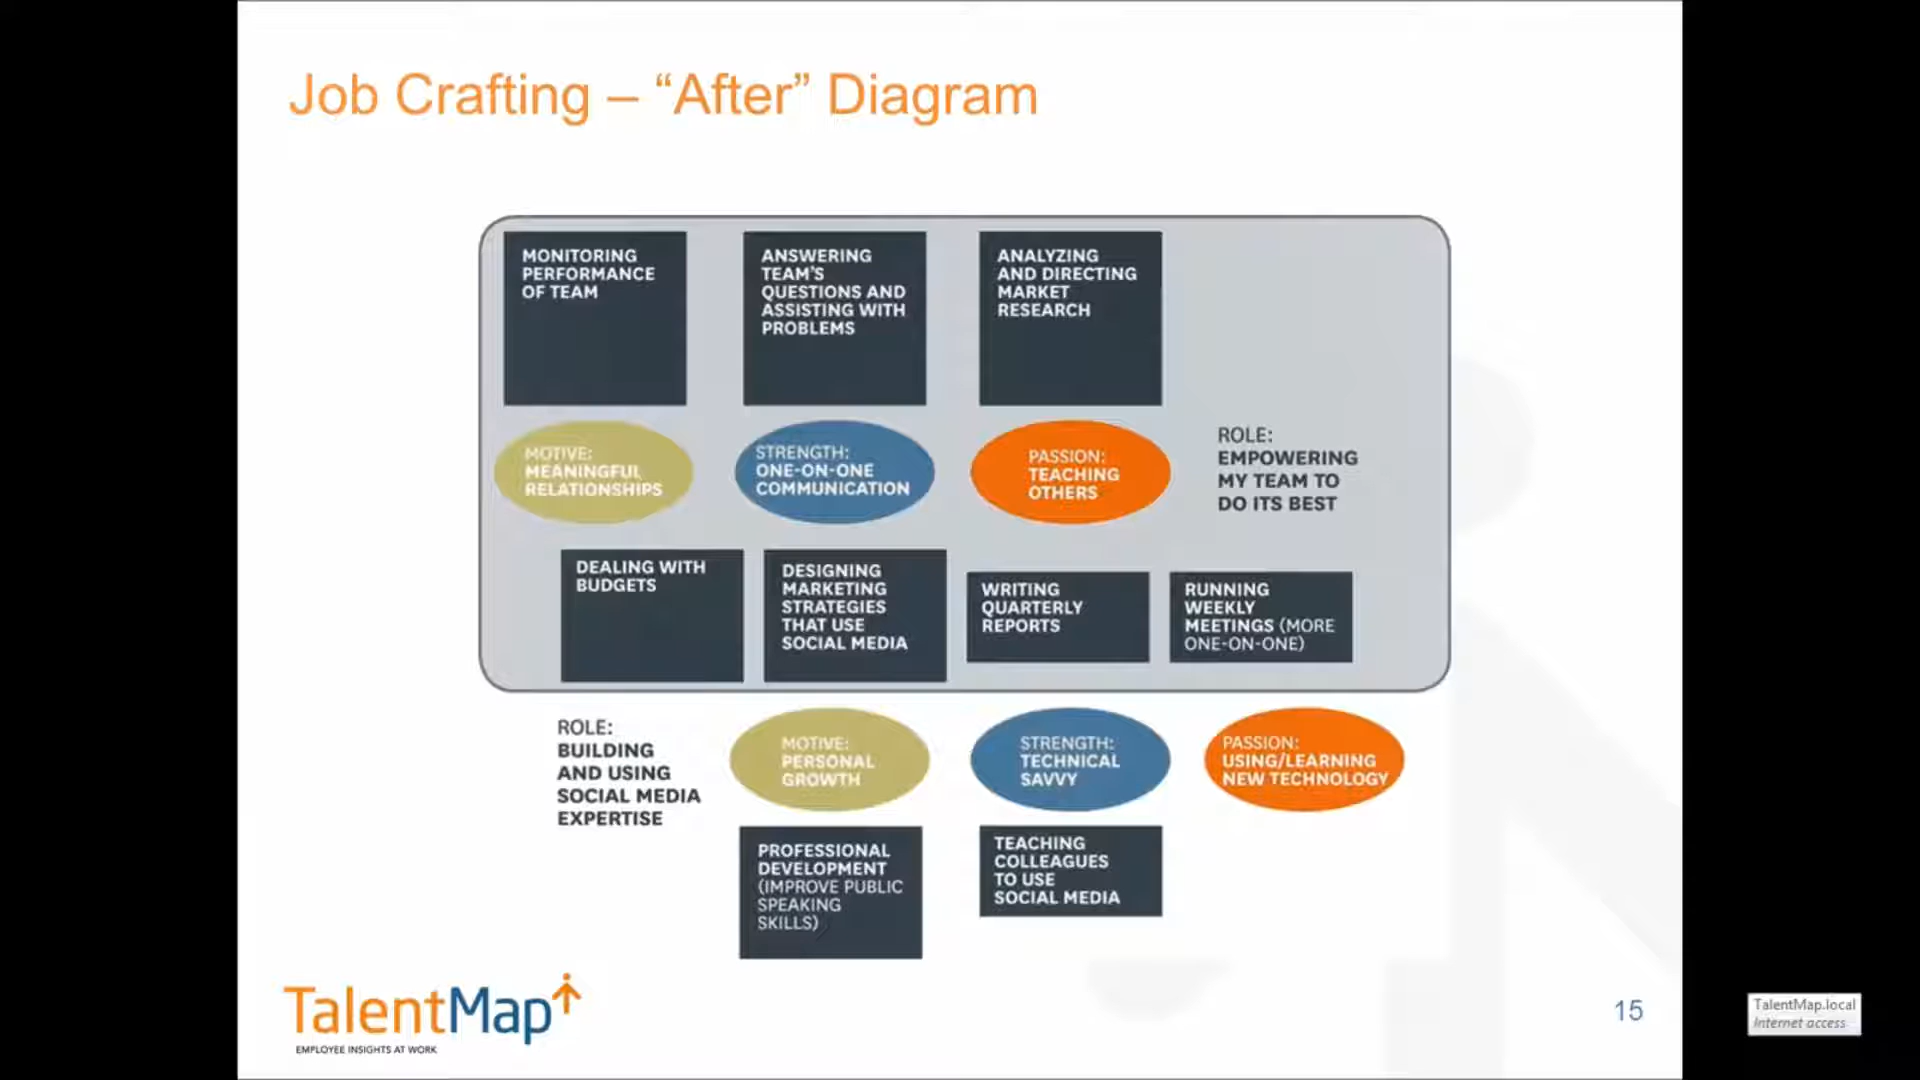 Job Crafting – “After” Diagram
MONITORING
PERFORMANCE
OF TEAM
ANSWERING
TEAM'S
QUESTIONS AND
ASSISTING WITH
PROBLEMS
ANALYZING
AND DIRECTING
MARKET
RESEARCH
MOTIVE:
MEANINGFUL
RELATIONSHIPS
STRENGTH:
ONE-ON-ONE
COMMUNICATION
PASSION:
TEACHING
OTHERS
ROLE:
EMPOWERING
MY TEAM TO
DO ITS BEST
DEALING WITH
BUDGETS
DESIGNING
MARKETING
STRATEGIES
THAT USE
SOCIAL MEDIA
WRITING
QUARTERLY
REPORTS
RUNNING
WEEKLY
MEETINGS (MORE
ONE-ON-ONE)
ROLE:
BUILDING
AND USING
SOCIAL MEDIA
EXPERTISE
MOTIVE:
PERSONAL
GROWTH
STRENGTH:
TECHNICAL
SAVVY
PASSION:
USING/LEARNING
NEW TECHNOLOGY
PROFESSIONAL
DEVELOPMENT
(IMPROVE PUBLIC
SPEAKING
SKILLS)
TEACHING
COLLEAGUES
TO USE
SOCIAL MEDIA
TalentMap
EMPLOYEE INSIGHTS AT WORK
15
TalentMap.local
Internet access